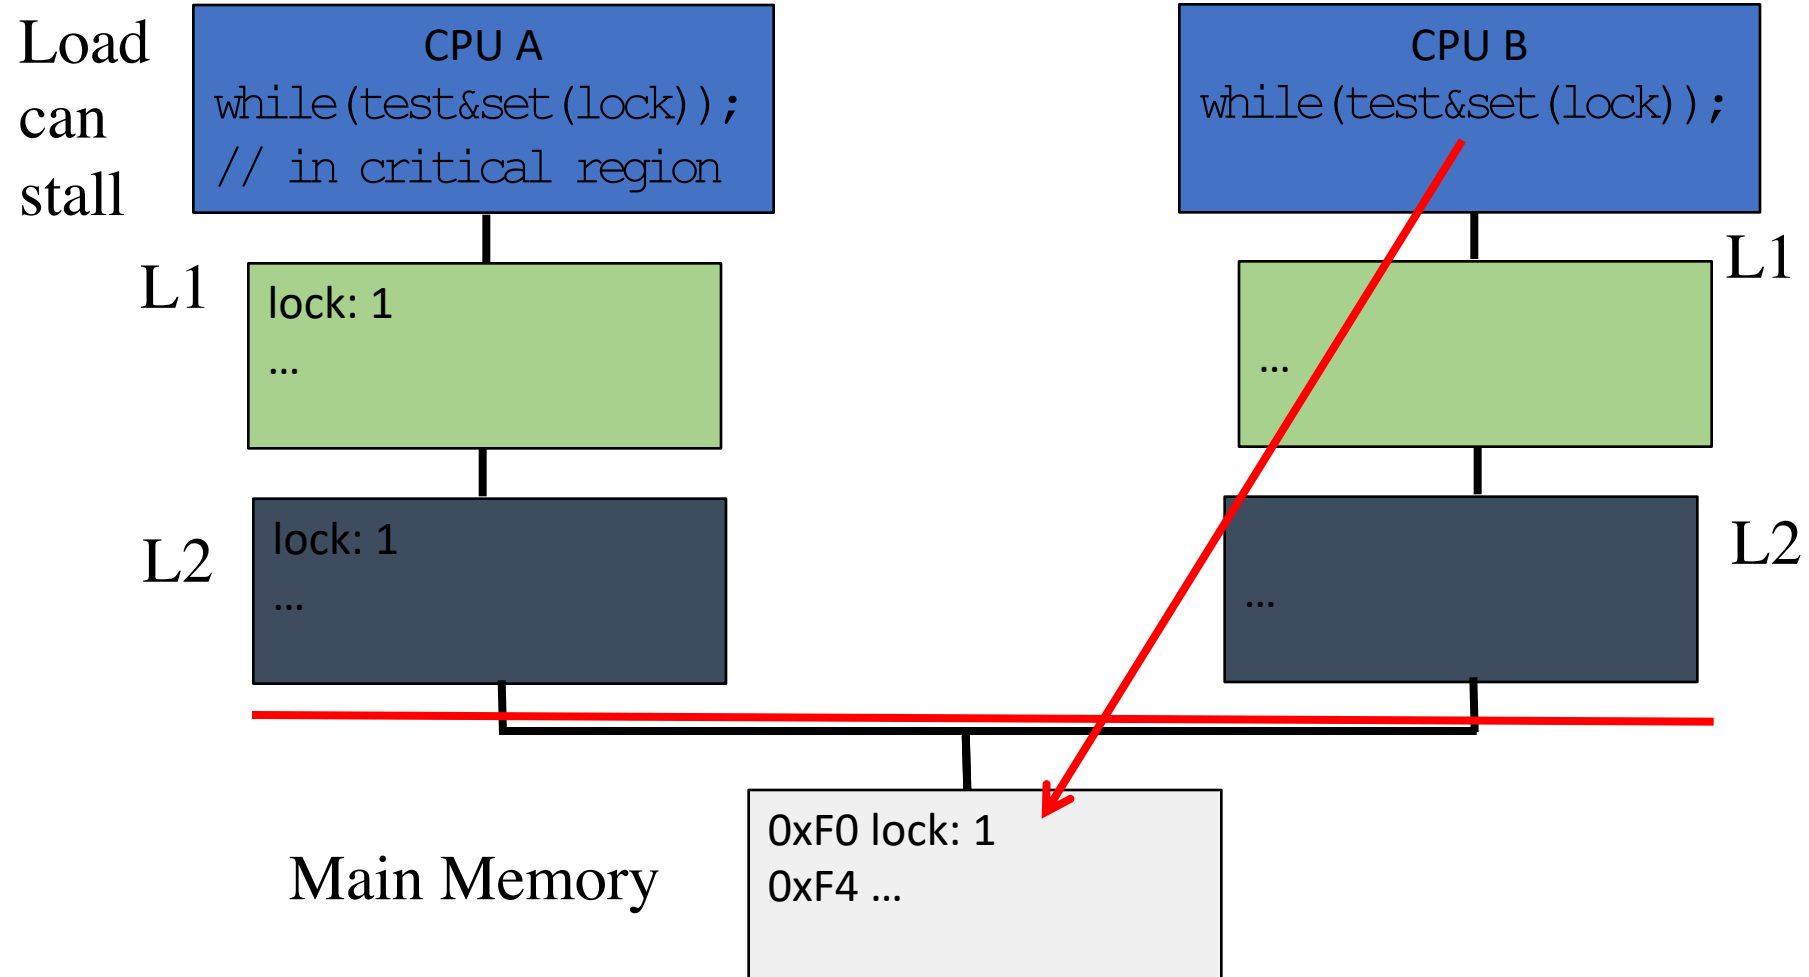 Load
can
stall
CPU A
while(test&set(lock));
// in critical region
CPU B
while(test&set(lock));
L1
lock: 1
...
L1
...
L2
lock: 1
...
L2
...
Main Memory
0xF0 lock: 1
0xF4 ...